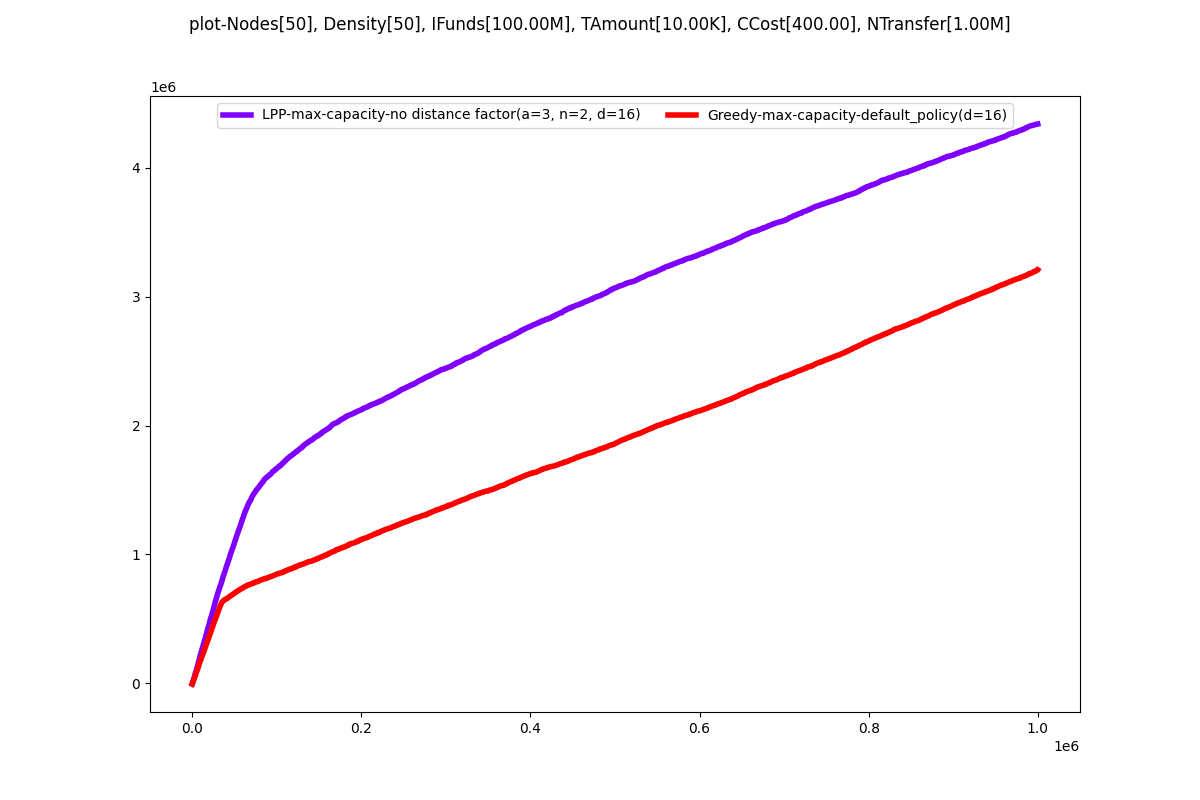 plot-Nodes[50], Density[50], IFunds[100.00M], TAmount[10.00K], CCost[400.00], NTransfer[1.00M]
1e6
LPP-max-capacity-no distance factor(a=3, n=2, d=16) Greedy-max-capacity-default_policy(d=16)
4
3
2
1
0
0.0 0.2 0.4 0.6 0.8 1.0
1e6